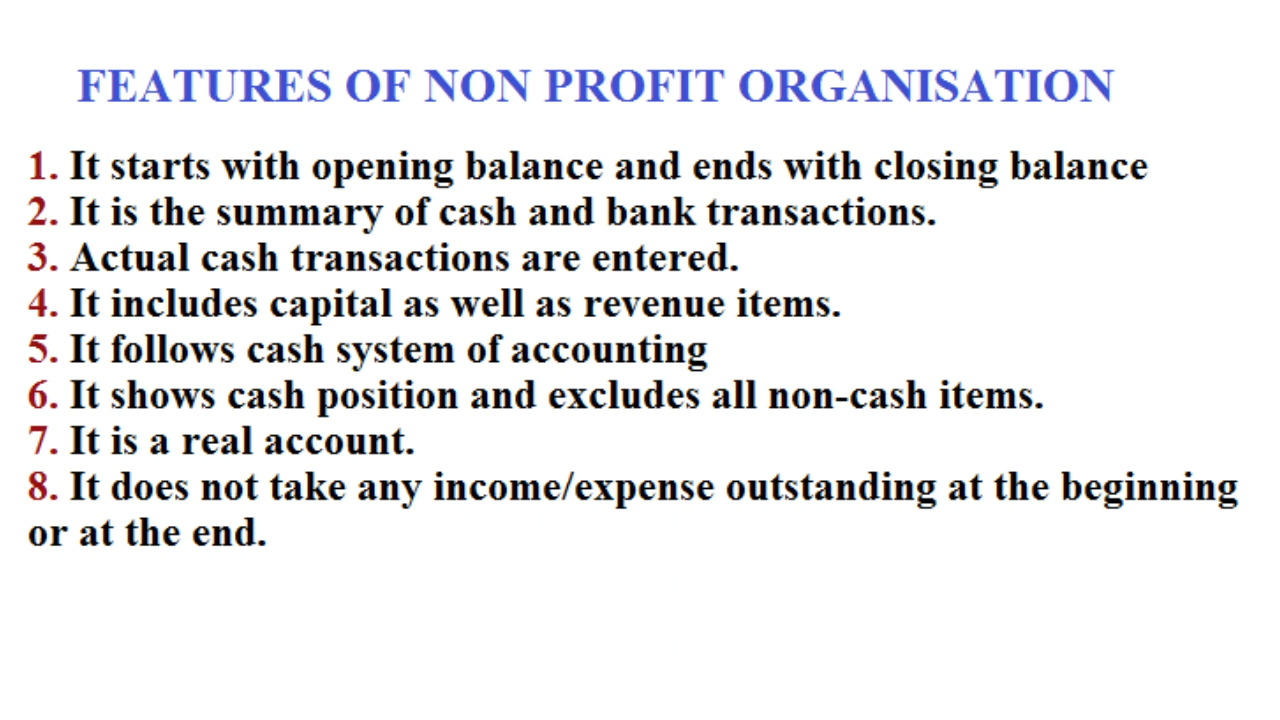 FEATURES OF NON PROFIT ORGANISATION
1. It starts with opening balance and ends with closing balance
2. It is the summary of cash and bank transactions.
3. Actual cash transactions are entered.
4. It includes capital as well as revenue items.
5. It follows cash system of accounting
6. It shows cash position and excludes all non-cash items.
7. It is a real account.
8. It does not take any income/expense outstanding at the beginning
or at the end.